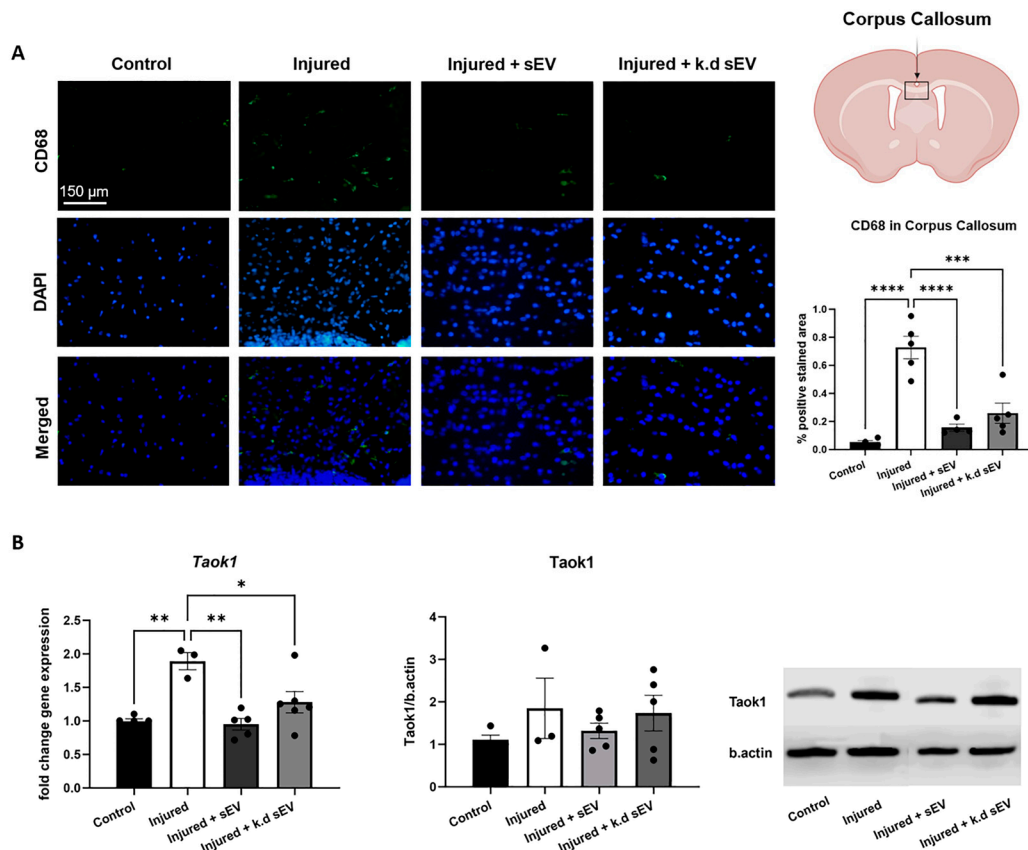 A
Control
Injured
Injured + sEV
Injured + k.d sEV
Corpus Callosum
CD68
150 µm
DAPI
Merged
CD68 in Corpus Callosum
***
**** ****
% positive stained area
1.0
0.8
0.6
0.4
0.2
0.0
Control
Injured
Injured + sEV
Injured + k.d sEV
B
Taok1
*
** **
fold change gene expression
2.5
2.0
1.5
1.0
0.5
0.0
Control
Injured
Injured + sEV
Injured + k.d sEV
Taok1
Taok1/b.actin
4
3
2
1
0
Control
Injured
Injured + sEV
Injured + k.d sEV
Taok1
b.actin
Control
Injured
Injured + sEV
Injured + k.d sEV